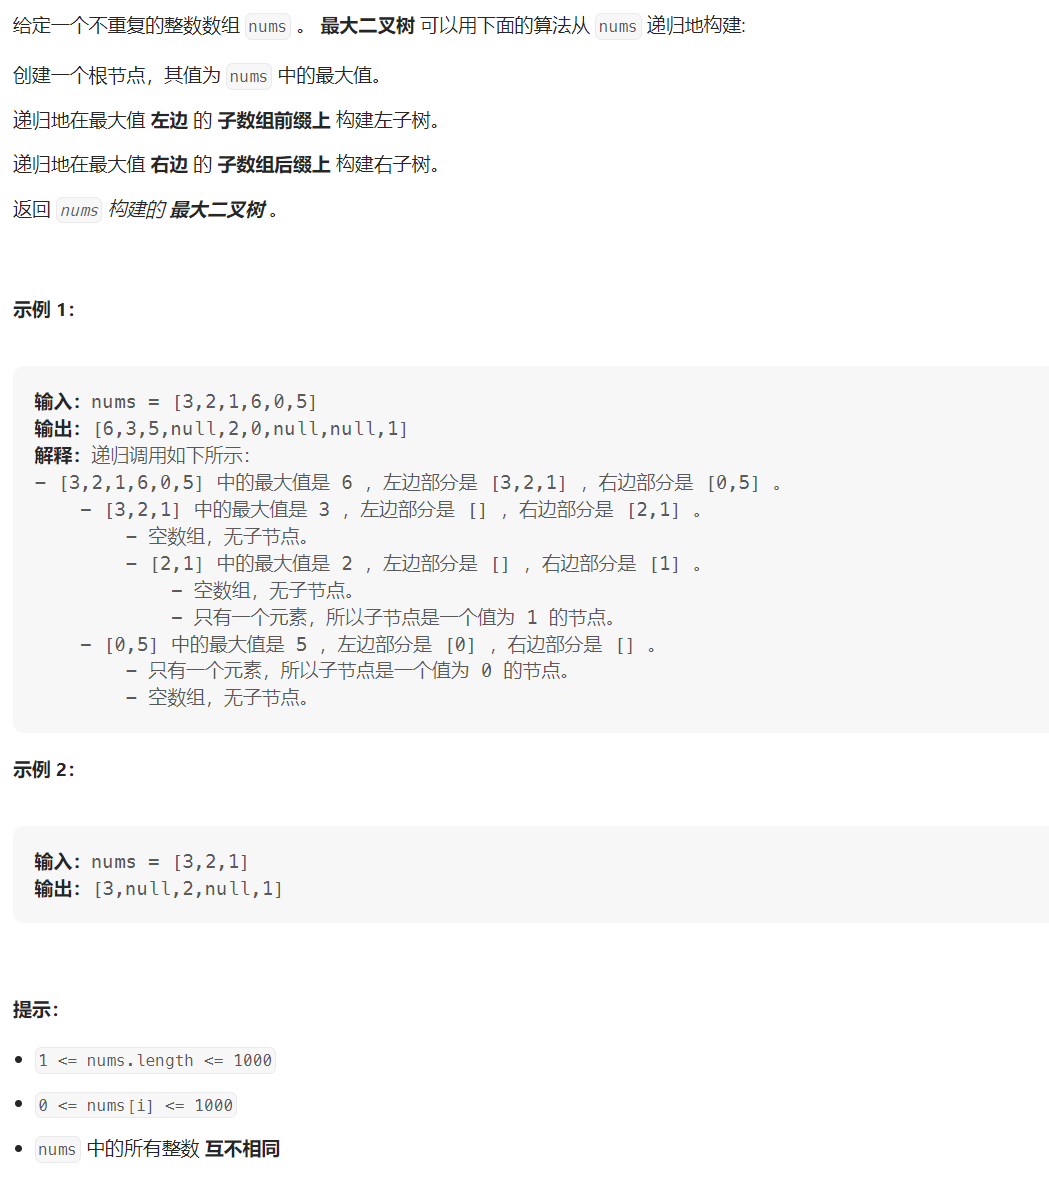 给定一个不重复的整数数组 nums 。 最大二叉树 可以用下面的算法从 nums 递归地构建:
创建一个根节点，其值为 nums 中的最大值。
递归地在最大值 左边 的 子数组前缀上 构建左子树。
递归地在最大值 右边 的 子数组后缀上 构建右子树。
返回 nums 构建的 最大二叉树 。
示例 1：
输入：nums = [3,2,1,6,0,5]
输出：[6,3,5,null,2,0,null,null,1]
解释：递归调用如下所示：
- [3,2,1,6,0,5] 中的最大值是 6 ，左边部分是 [3,2,1] ，右边部分是 [0,5] 。
- [3,2,1] 中的最大值是 3 ，左边部分是 [] ，右边部分是 [2,1] 。
- 空数组，无子节点。
- [2,1] 中的最大值是 2 ，左边部分是 [] ，右边部分是 [1] 。
- 空数组，无子节点。
- 只有一个元素，所以子节点是一个值为 1 的节点。
- [0,5] 中的最大值是 5 ，左边部分是 [0] ，右边部分是 [] 。
- 只有一个元素，所以子节点是一个值为 0 的节点。
- 空数组，无子节点。
示例 2：
输入：nums = [3,2,1]
输出：[3,null,2,null,1]
提示：
• 1 <= nums.length <= 1000
• 0 <= nums[i] <= 1000
• nums 中的所有整数 互不相同